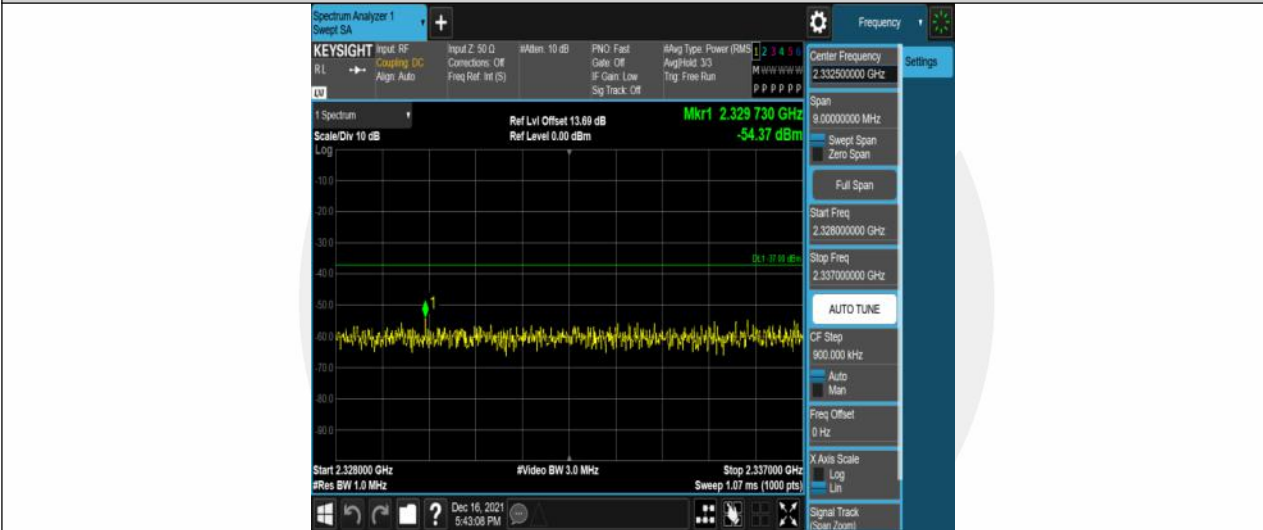 Spectrum Analyzer 1
Swept SA
+
Frequency
KEYSIGHT
RL
LV
Input: RF
Coupling: DC
Align: Auto
Input Z: 50 Ω
Corrections: Off
Freq Ref: Int (S)
#Atten: 10 dB
PNO: Fast
Gate: Off
IF Gain: Low
Sig Track: Off
#Avg Type: Power (RMS
Avg|Hold: 3/3
Trig: Free Run
1 2 3 4 5 6
M W W W W W
P P P P P P
1 Spectrum
Scale/Div 10 dB
Log
Ref Lvl Offset 13.69 dB
Ref Level 0.00 dBm
Mkr1 2.329 730 GHz
-54.37 dBm
-10.0
-20.0
-30.0
DL1 -37.00 dBm
-40.0
-50.0
1
-60.0
-70.0
-80.0
-90.0
Start 2.328000 GHz
#Video BW 3.0 MHz
Stop 2.337000 GHz
#Res BW 1.0 MHz
Sweep 1.07 ms (1000 pts)
Center Frequency
2.332500000 GHz
Settings
Span
9.00000000 MHz
Swept Span
Zero Span
Full Span
Start Freq
2.328000000 GHz
Stop Freq
2.337000000 GHz
AUTO TUNE
CF Step
900.000 kHz
Auto
Man
Freq Offset
0 Hz
X Axis Scale
Log
Lin
Signal Track
(Span Zoom)
?
Dec 16, 2021
5:43:08 PM